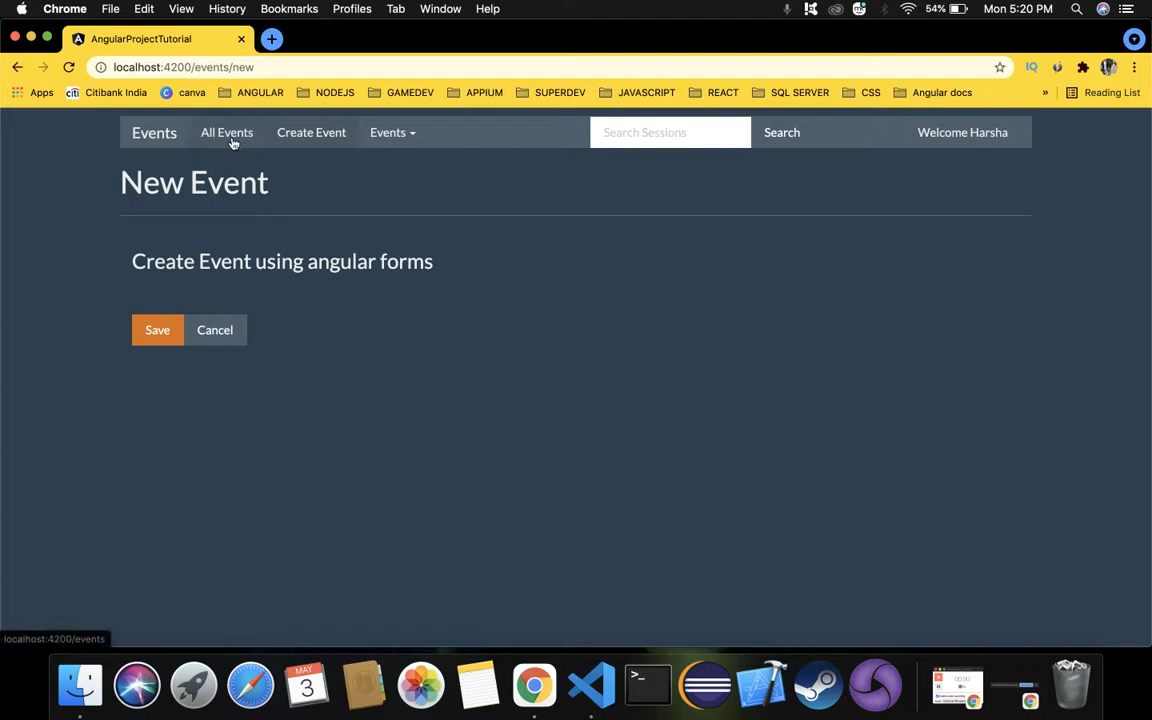 Chrome File Edit View History Bookmarks Profiles Tab Window Help 54% Mon 5:20 PM
AngularProjectTutorial
localhost:4200/events/new
Apps Citibank India canva ANGULAR NODEJS GAMEDEV APPIUM SUPERDEV JAVASCRIPT REACT SQL SERVER CSS Angular docs » Reading List
Events All Events Create Event Events Search Sessions Search Welcome Harsha
New Event
Create Event using angular forms
Save Cancel
localhost:4200/events
MAY
3